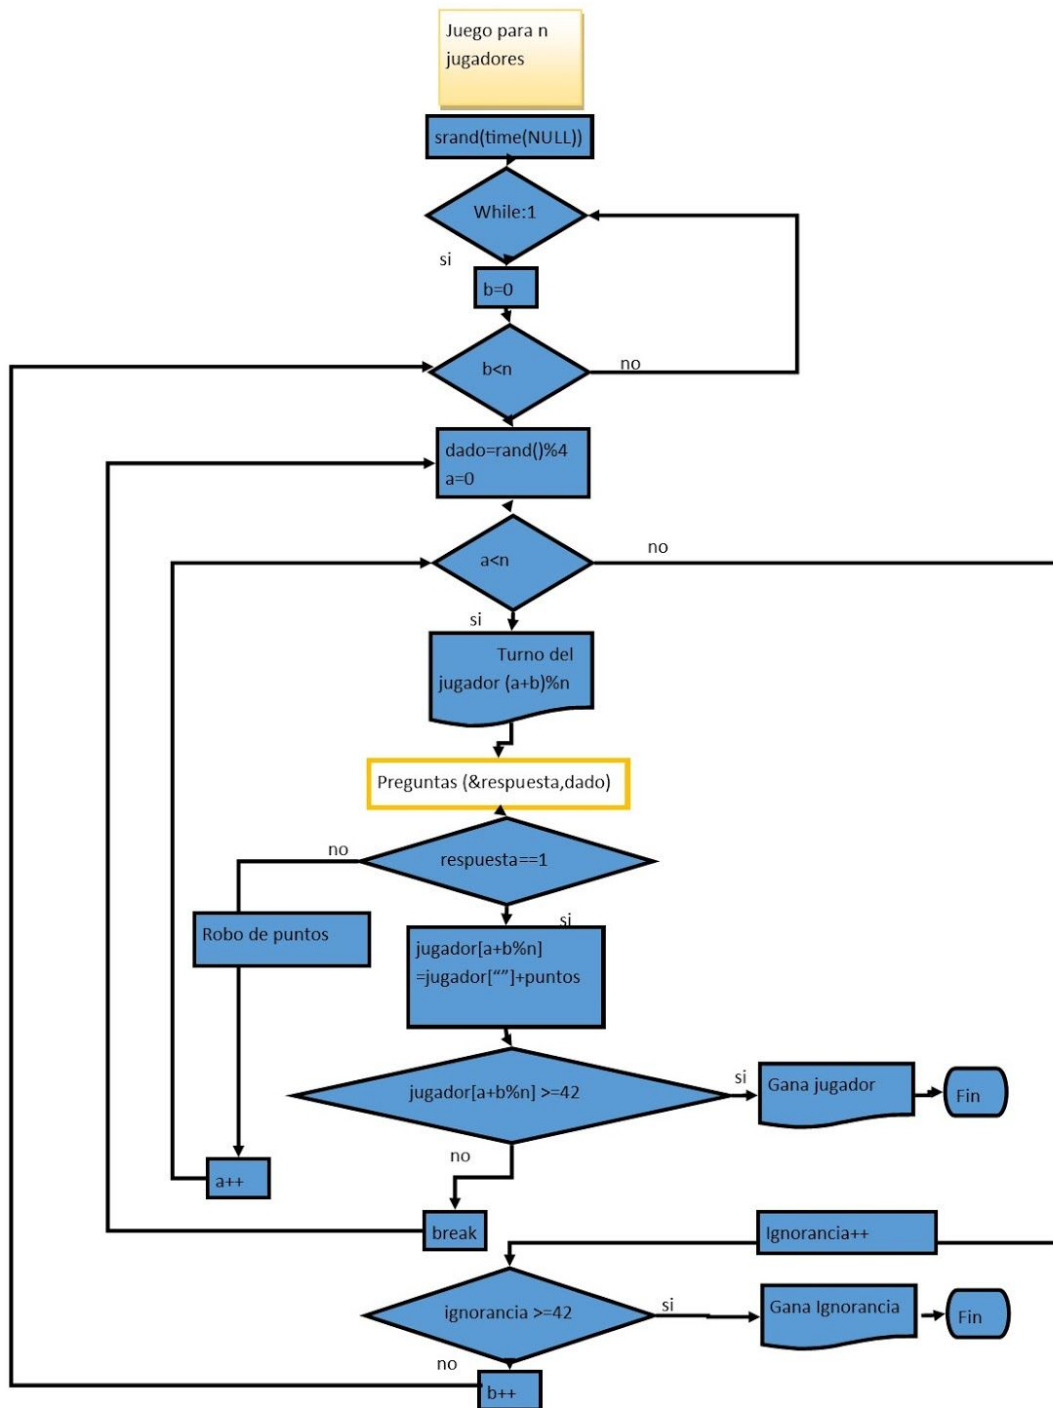 Juego para n
jugadores
srand(time(NULL))
While:1
si
b=0
b<n
no
dado=rand()%4
a=0
a<n
no
si
Turno del
jugador (a+b)%n
Preguntas (&respuesta,dado)
respuesta==1
no
si
Robo de puntos
jugador[a+b%n]
=jugador[“”]+puntos
jugador[a+b%n] >=42
si
Gana jugador
Fin
no
a++
break
Ignorancia++
ignorancia >=42
si
Gana Ignorancia
Fin
no
b++